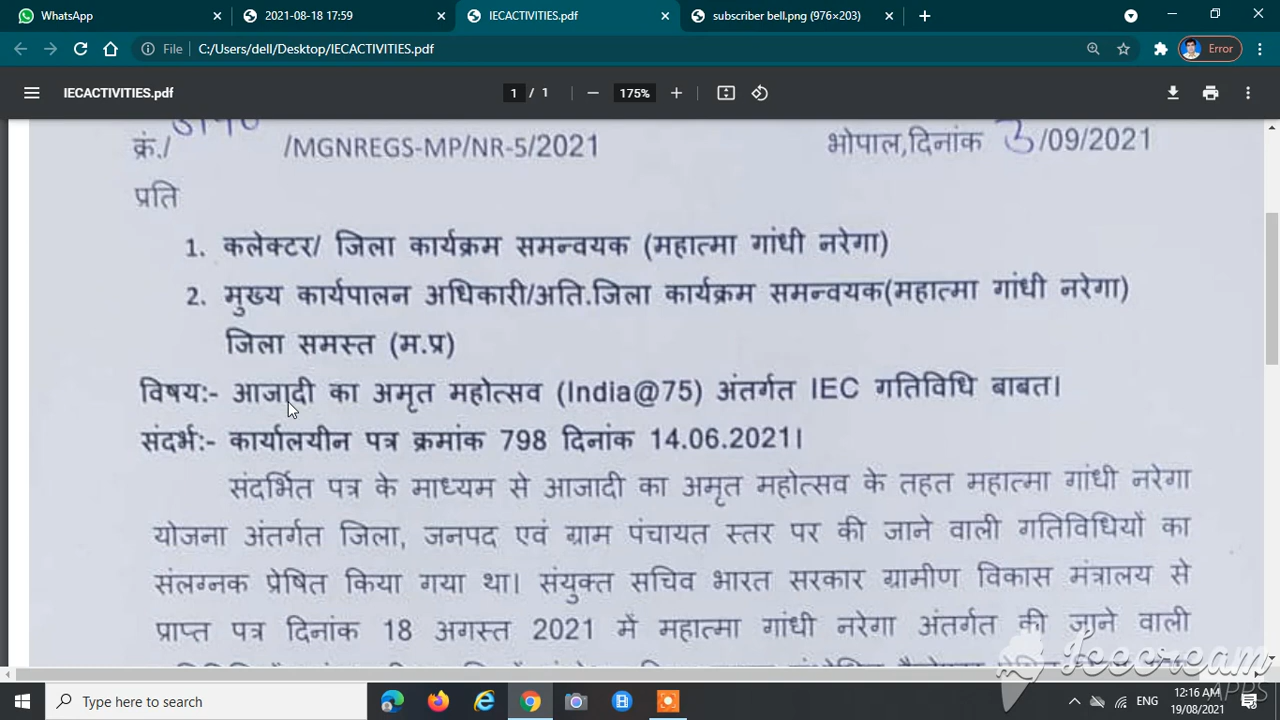 WhatsApp
2021-08-18 17:59
IECACTIVITIES.pdf
subscriber bell.png (976×203)
File
C:/Users/dell/Desktop/IECACTIVITIES.pdf
Error
IECACTIVITIES.pdf
1 / 1
175%
क्रं./ /MGNREGS-MP/NR-5/2021 भोपाल,दिनांक 3/09/2021
प्रति
1. कलेक्टर/ जिला कार्यक्रम समन्वयक (महात्मा गांधी नरेगा)
2. मुख्य कार्यपालन अधिकारी/अति.जिला कार्यक्रम समन्वयक(महात्मा गांधी नरेगा)
जिला समस्त (म.प्र)
विषय:- आजादी का अमृत महोत्सव (India@75) अंतर्गत IEC गतिविधि बाबत।
संदर्भ:- कार्यालयीन पत्र क्रमांक 798 दिनांक 14.06.2021।
संदर्भित पत्र के माध्यम से आजादी का अमृत महोत्सव के तहत महात्मा गांधी नरेगा
योजना अंतर्गत जिला, जनपद एवं ग्राम पंचायत स्तर पर की जाने वाली गतिविधियों का
संलग्नक प्रेषित किया गया था। संयुक्त सचिव भारत सरकार ग्रामीण विकास मंत्रालय से
प्राप्त पत्र दिनांक 18 अगस्त 2021 में महात्मा गांधी नरेगा अंतर्गत की जाने वाली
Icecream
APPS
Type here to search
ENG
12:16 AM
19/08/2021